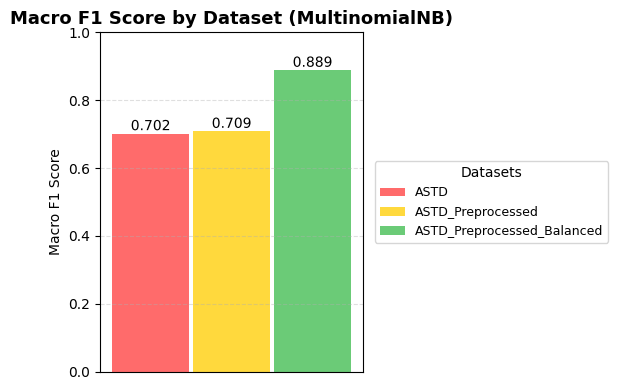 Macro F1 Score by Dataset (MultinomialNB)
Macro F1 Score
1.0
0.8
0.6
0.4
0.2
0.0
0.702
0.709
0.889
Datasets
ASTD
ASTD_Preprocessed
ASTD_Preprocessed_Balanced